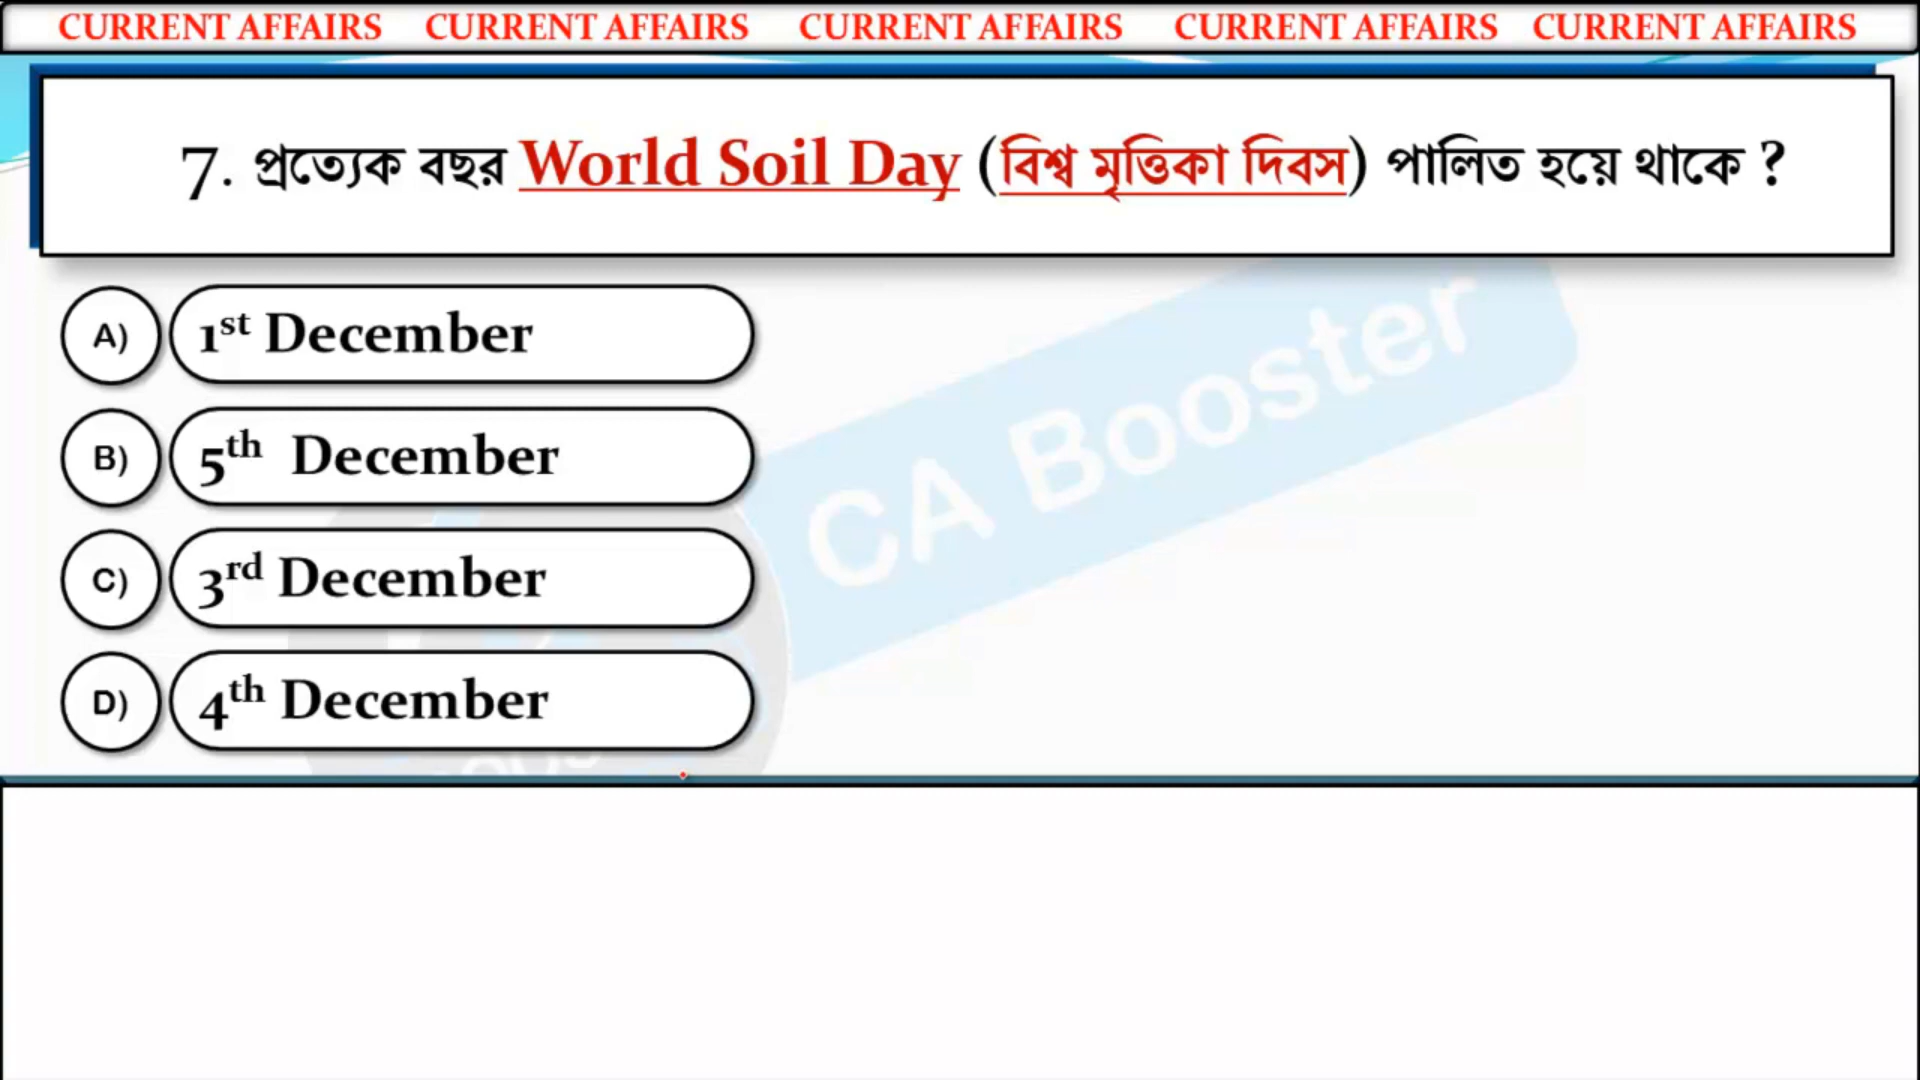 CURRENT AFFAIRS CURRENT AFFAIRS CURRENT AFFAIRS CURRENT AFFAIRS CURRENT AFFAIRS
7. প্রত্যেক বছর World Soil Day (বিশ্ব মৃত্তিকা দিবস) পালিত হয়ে থাকে ?
A) 1st December
B) 5th December
C) 3rd December
D) 4th December
CA Booster